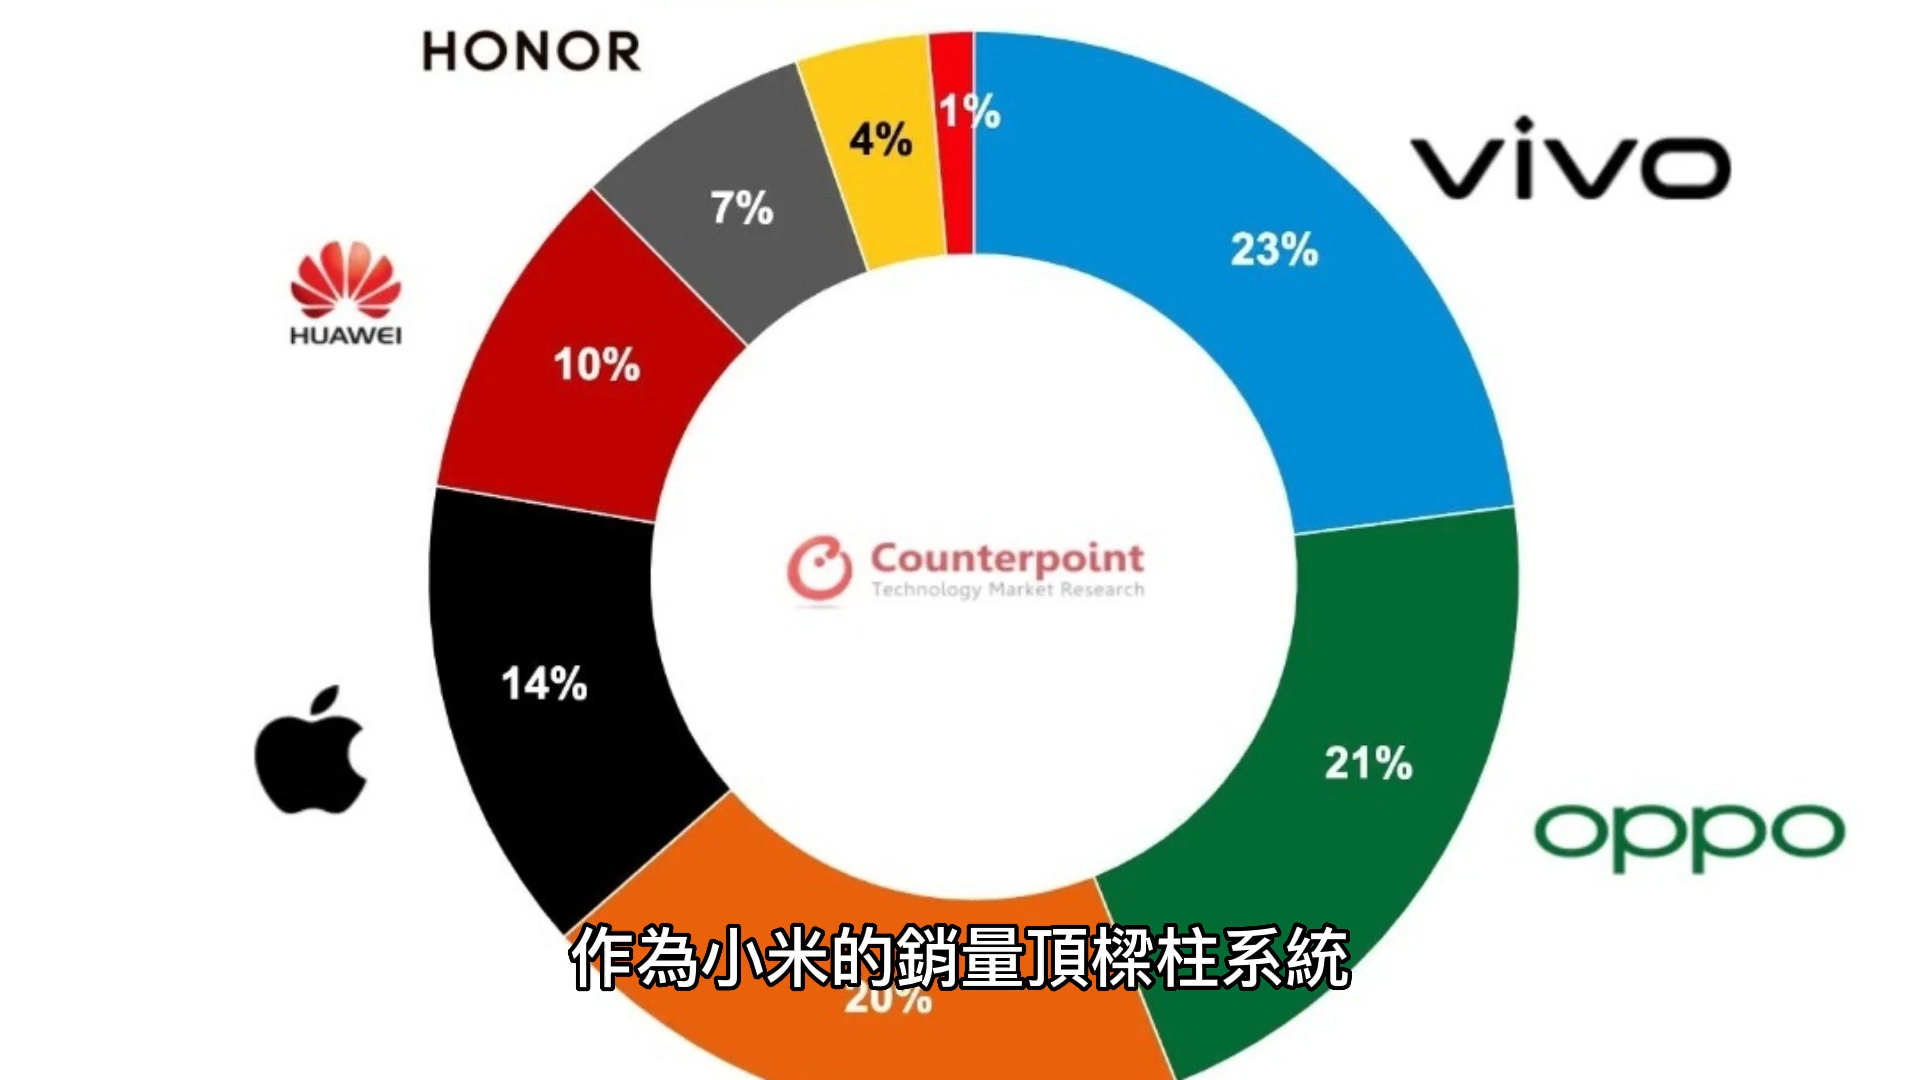 HONOR
1%
4%
vivo
7%
23%
HUAWEI
10%
Counterpoint
Technology Market Research
14%
21%
oppo
作為小米的銷量頂樑柱系統
20%